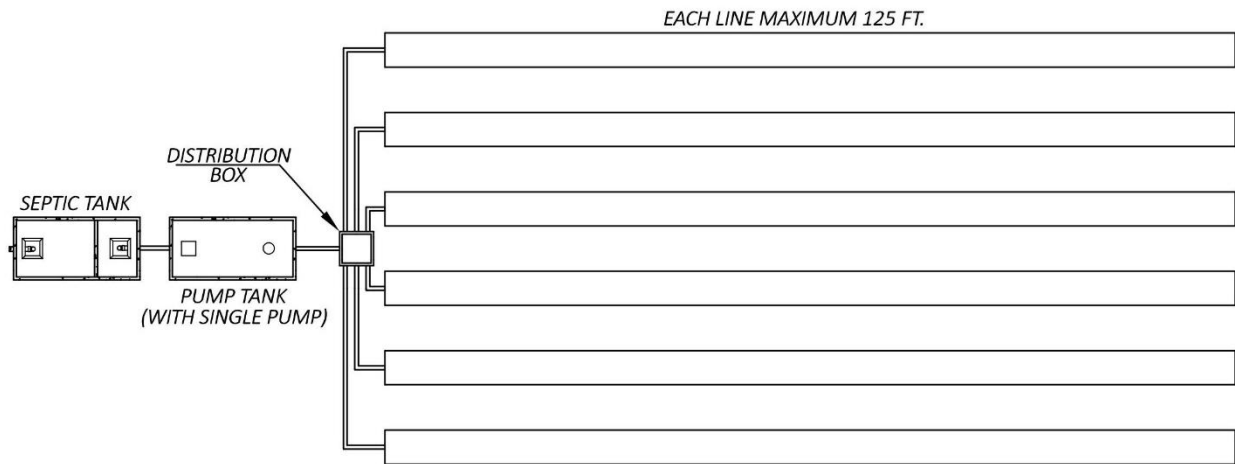 EACH LINE MAXIMUM 125 FT.
DISTRIBUTION
BOX
SEPTIC TANK
PUMP TANK
(WITH SINGLE PUMP)